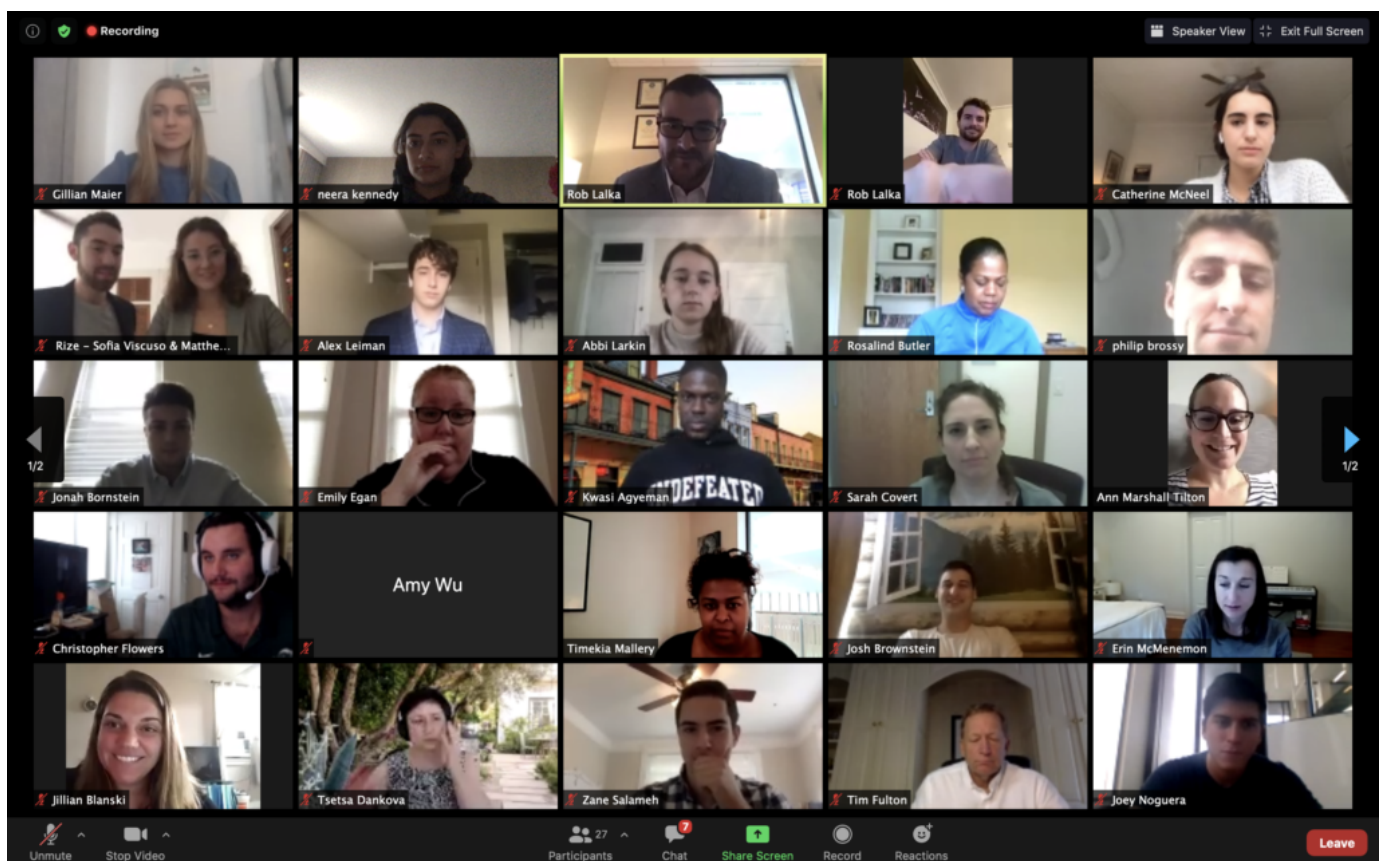 Recording
Speaker View
Exit Full Screen
Gillian Maier
neera kennedy
Rob Lalka
Rob Lalka
Catherine McNeel
Rize – Sofia Viscuso & Matthe...
Alex Leiman
Abbi Larkin
Rosalind Butler
philip brossy
1/2
1/2
Jonah Bornstein
Emily Egan
UNDEFEATED
Kwasi Agyeman
Sarah Covert
Ann Marshall Tilton
Christopher Flowers
Amy Wu
Timekia Mallery
Josh Brownstein
Erin McMenemon
Jillian Blanski
Tsetsa Dankova
Zane Salameh
Tim Fulton
Joey Noguera
Unmute
Stop Video
27
Participants
7
Chat
Share Screen
Record
Reactions
Leave